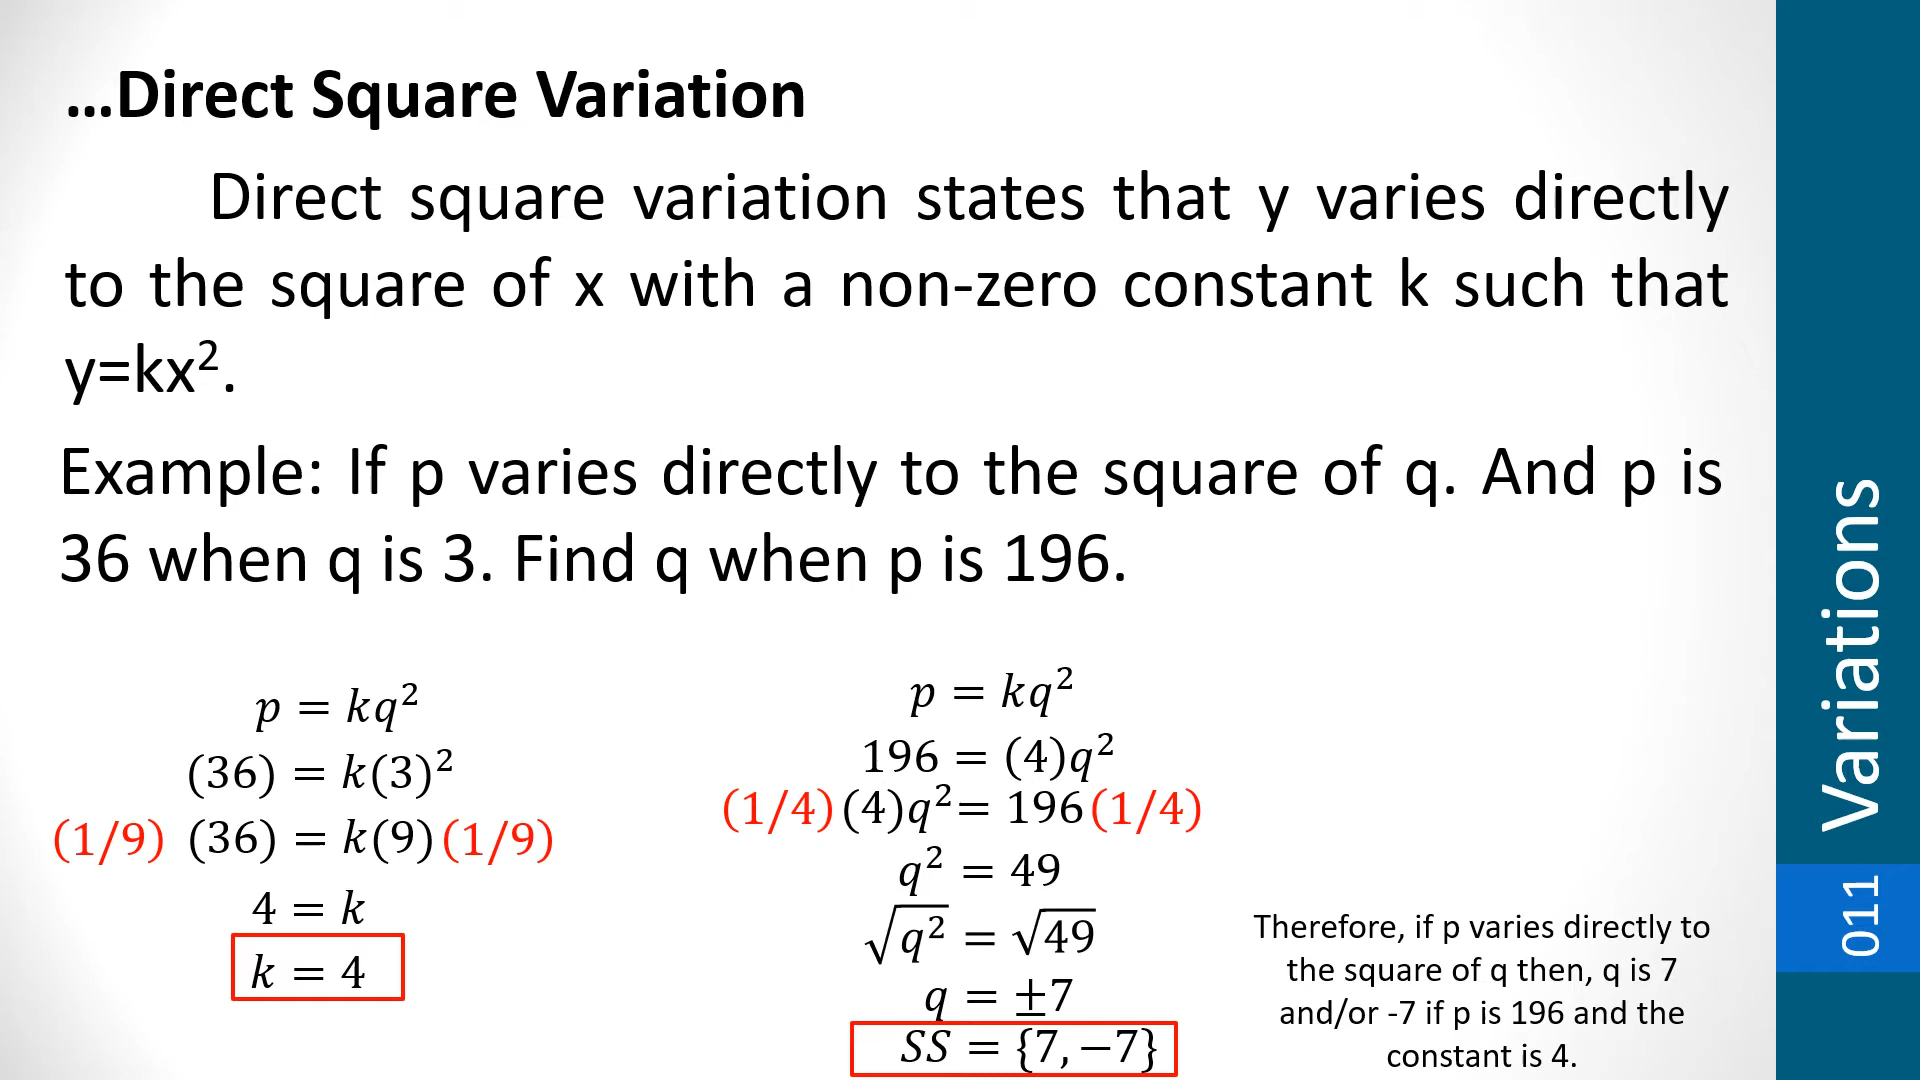 ...Direct Square Variation
Direct square variation states that y varies directly
to the square of x with a non-zero constant k such that
y=kx².
Example: If p varies directly to the square of q. And p is
36 when q is 3. Find q when p is 196.
p = kq²
(36) = k(3)²
(1/9) (36) = k(9) (1/9)
4 = k
k = 4
p = kq²
196 = (4)q²
(1/4) (4)q² = 196 (1/4)
q² = 49
√q² = √49
q = ±7
SS = {7, −7}
Therefore, if p varies directly to
the square of q then, q is 7
and/or -7 if p is 196 and the
constant is 4.
Variations
011